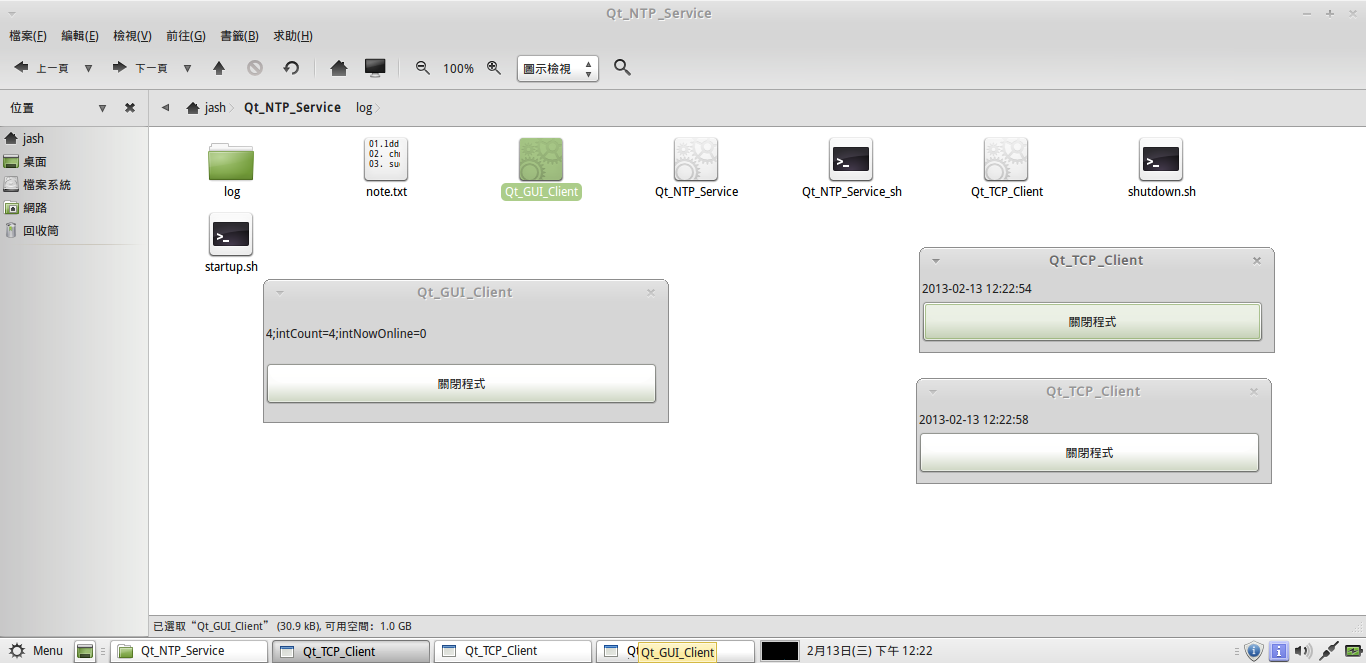 Qt_NTP_Service
檔案(F) 編輯(E) 檢視(V) 前往(G) 書籤(B) 求助(H)
上一頁 下一頁 100% 圖示檢視
位置 jash Qt_NTP_Service log
jash
桌面
檔案系統
網路
回收筒
01.ldd
02. ch
03. su
log note.txt Qt_GUI_Client Qt_NTP_Service Qt_NTP_Service_sh Qt_TCP_Client shutdown.sh
startup.sh
Qt_GUI_Client
4;intCount=4;intNowOnline=0
關閉程式
Qt_TCP_Client
2013-02-13 12:22:54
關閉程式
Qt_TCP_Client
2013-02-13 12:22:58
關閉程式
已選取“Qt_GUI_Client” (30.9 kB), 可用空間: 1.0 GB
Menu Qt_NTP_Service Qt_TCP_Client Qt_TCP_Client Qt_GUI_Client 2月13日(三) 下午 12:22